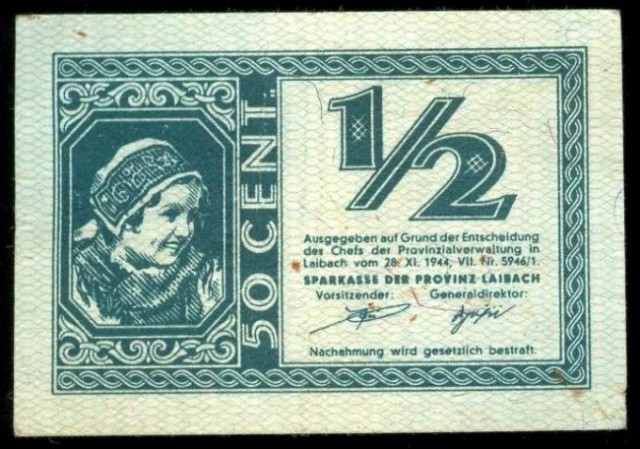 50 CENT.
1/2
Ausgegeben auf Grund der Entscheidung
des Chefs der Provinzialverwaltung in
Laibach vom 28. XI. 1944, VII. Nr. 5946/1.
SPARKASSE DER PROVINZ LAIBACH
Vorsitzender: Generaldirektor:
Nachahmung wird gesetzlich bestraft.